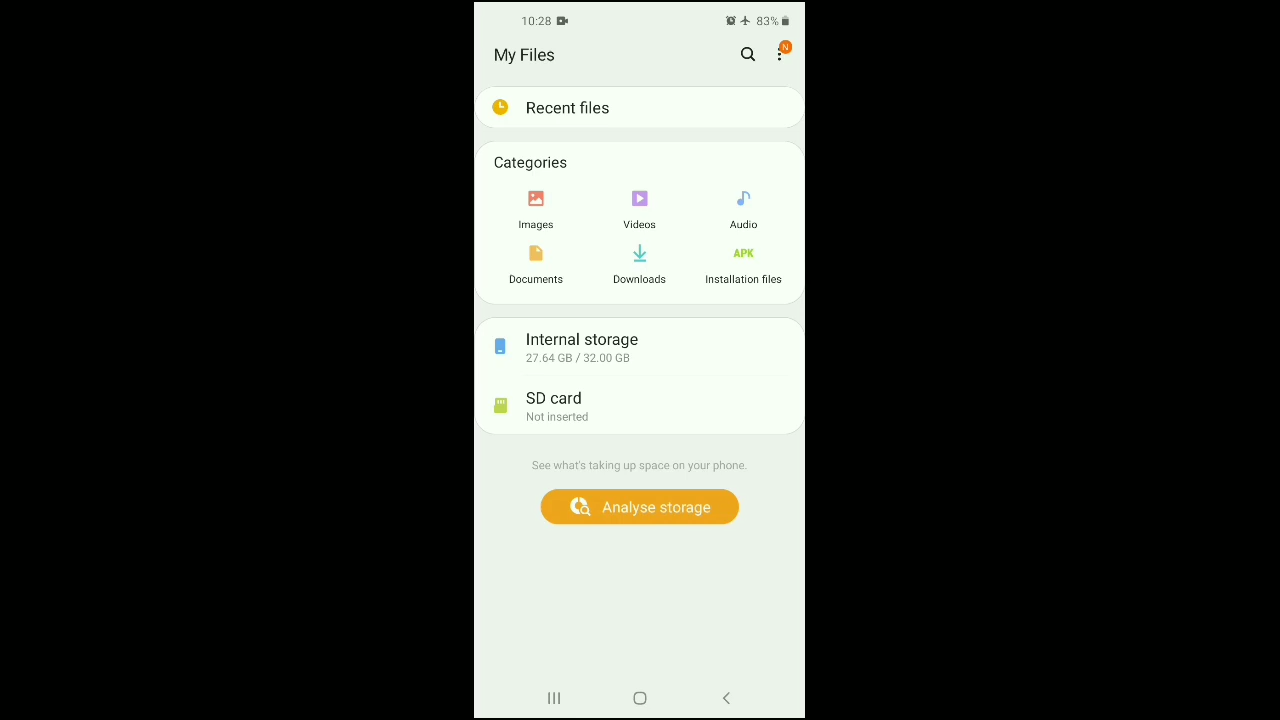 10:28 83%
My Files N
Recent files
Categories
Images Videos Audio
APK
Documents Downloads Installation files
Internal storage
27.64 GB / 32.00 GB
SD card
Not inserted
See what's taking up space on your phone.
Analyse storage